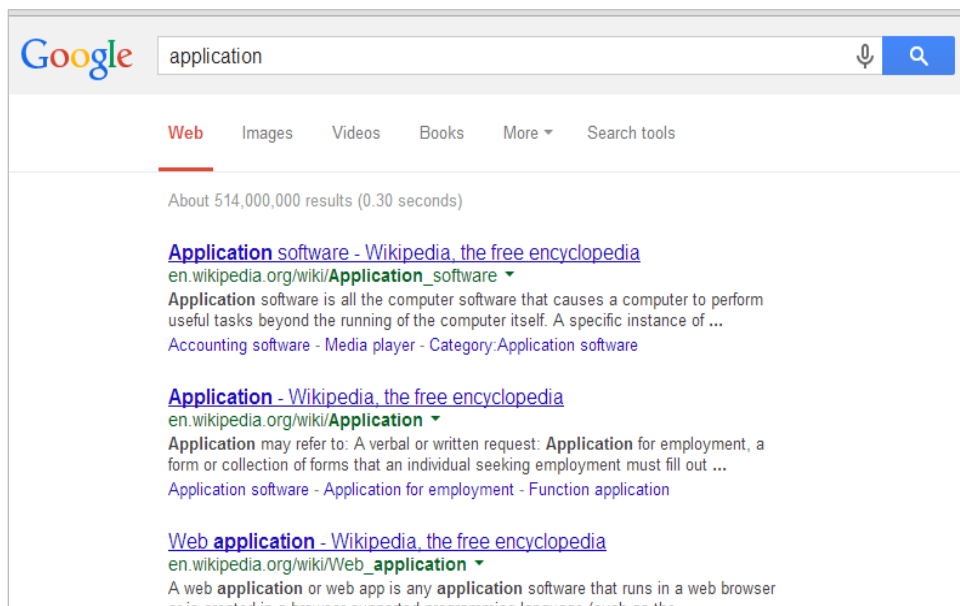 Google application
Web Images Videos Books More Search tools
About 514,000,000 results (0.30 seconds)
Application software - Wikipedia, the free encyclopedia
en.wikipedia.org/wiki/Application_software
Application software is all the computer software that causes a computer to perform
useful tasks beyond the running of the computer itself. A specific instance of ...
Accounting software - Media player - Category:Application software
Application - Wikipedia, the free encyclopedia
en.wikipedia.org/wiki/Application
Application may refer to: A verbal or written request: Application for employment, a
form or collection of forms that an individual seeking employment must fill out ...
Application software - Application for employment - Function application
Web application - Wikipedia, the free encyclopedia
en.wikipedia.org/wiki/Web_application
A web application or web app is any application software that runs in a web browser